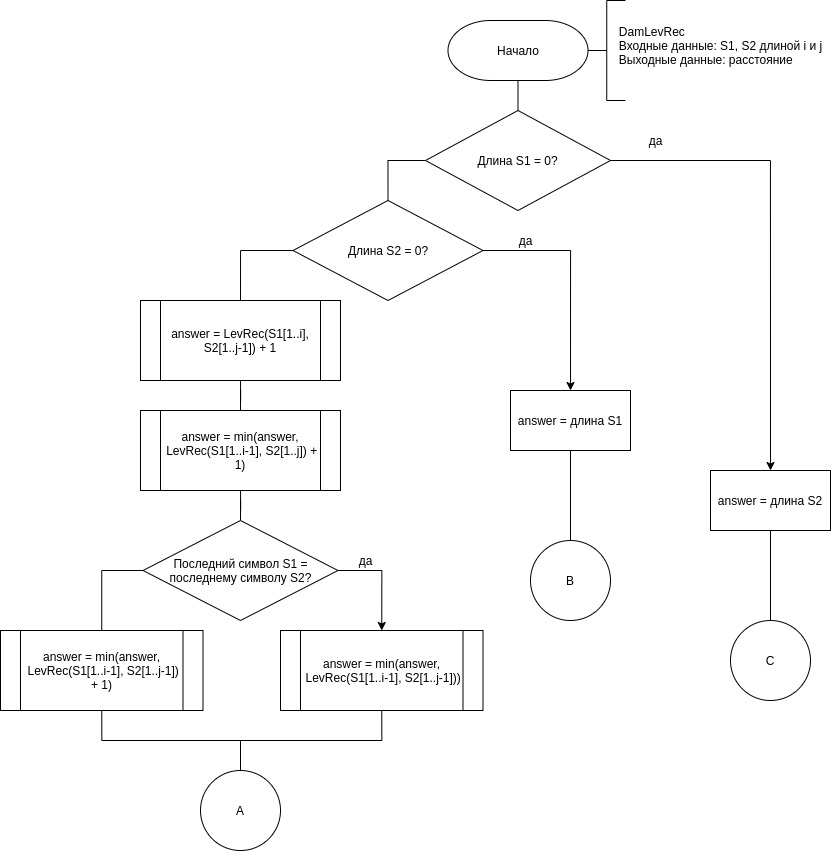 Начало
DamLevRec
Входные данные: S1, S2 длиной i и j
Выходные данные: расстояние
Длина S1 = 0?
да
Длина S2 = 0?
да
answer = LevRec(S1[1..i],
S2[1..j-1]) + 1
answer = длина S1
answer = min(answer,
LevRec(S1[1..i-1], S2[1..j]) +
1)
answer = длина S2
Последний символ S1 =
последнему символу S2?
да
B
answer = min(answer,
LevRec(S1[1..i-1], S2[1..j-1])
+ 1)
answer = min(answer,
LevRec(S1[1..i-1], S2[1..j-1]))
C
A